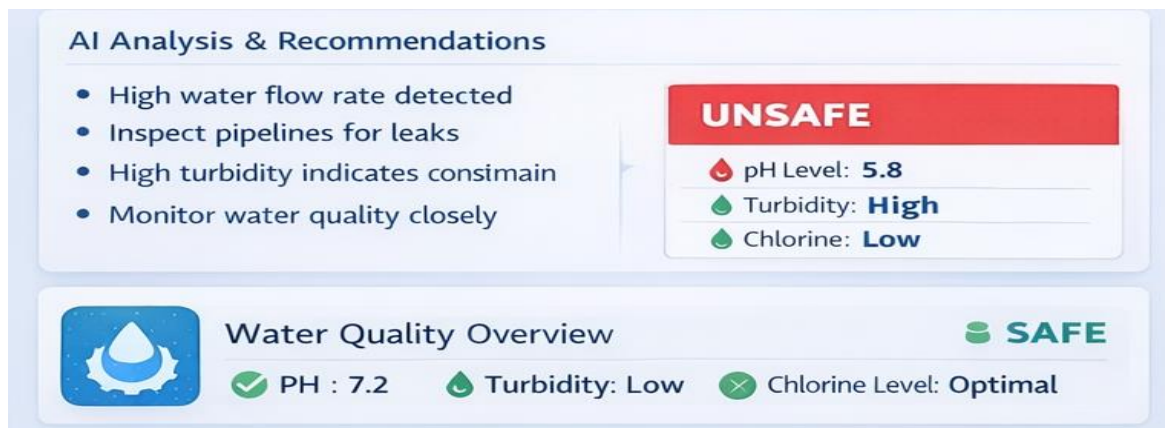 AI Analysis & Recommendations
• High water flow rate detected
• Inspect pipelines for leaks
• High turbidity indicates consimain
• Monitor water quality closely
UNSAFE
pH Level: 5.8
Turbidity: High
Chlorine: Low
Water Quality Overview
SAFE
PH : 7.2
Turbidity: Low
Chlorine Level: Optimal